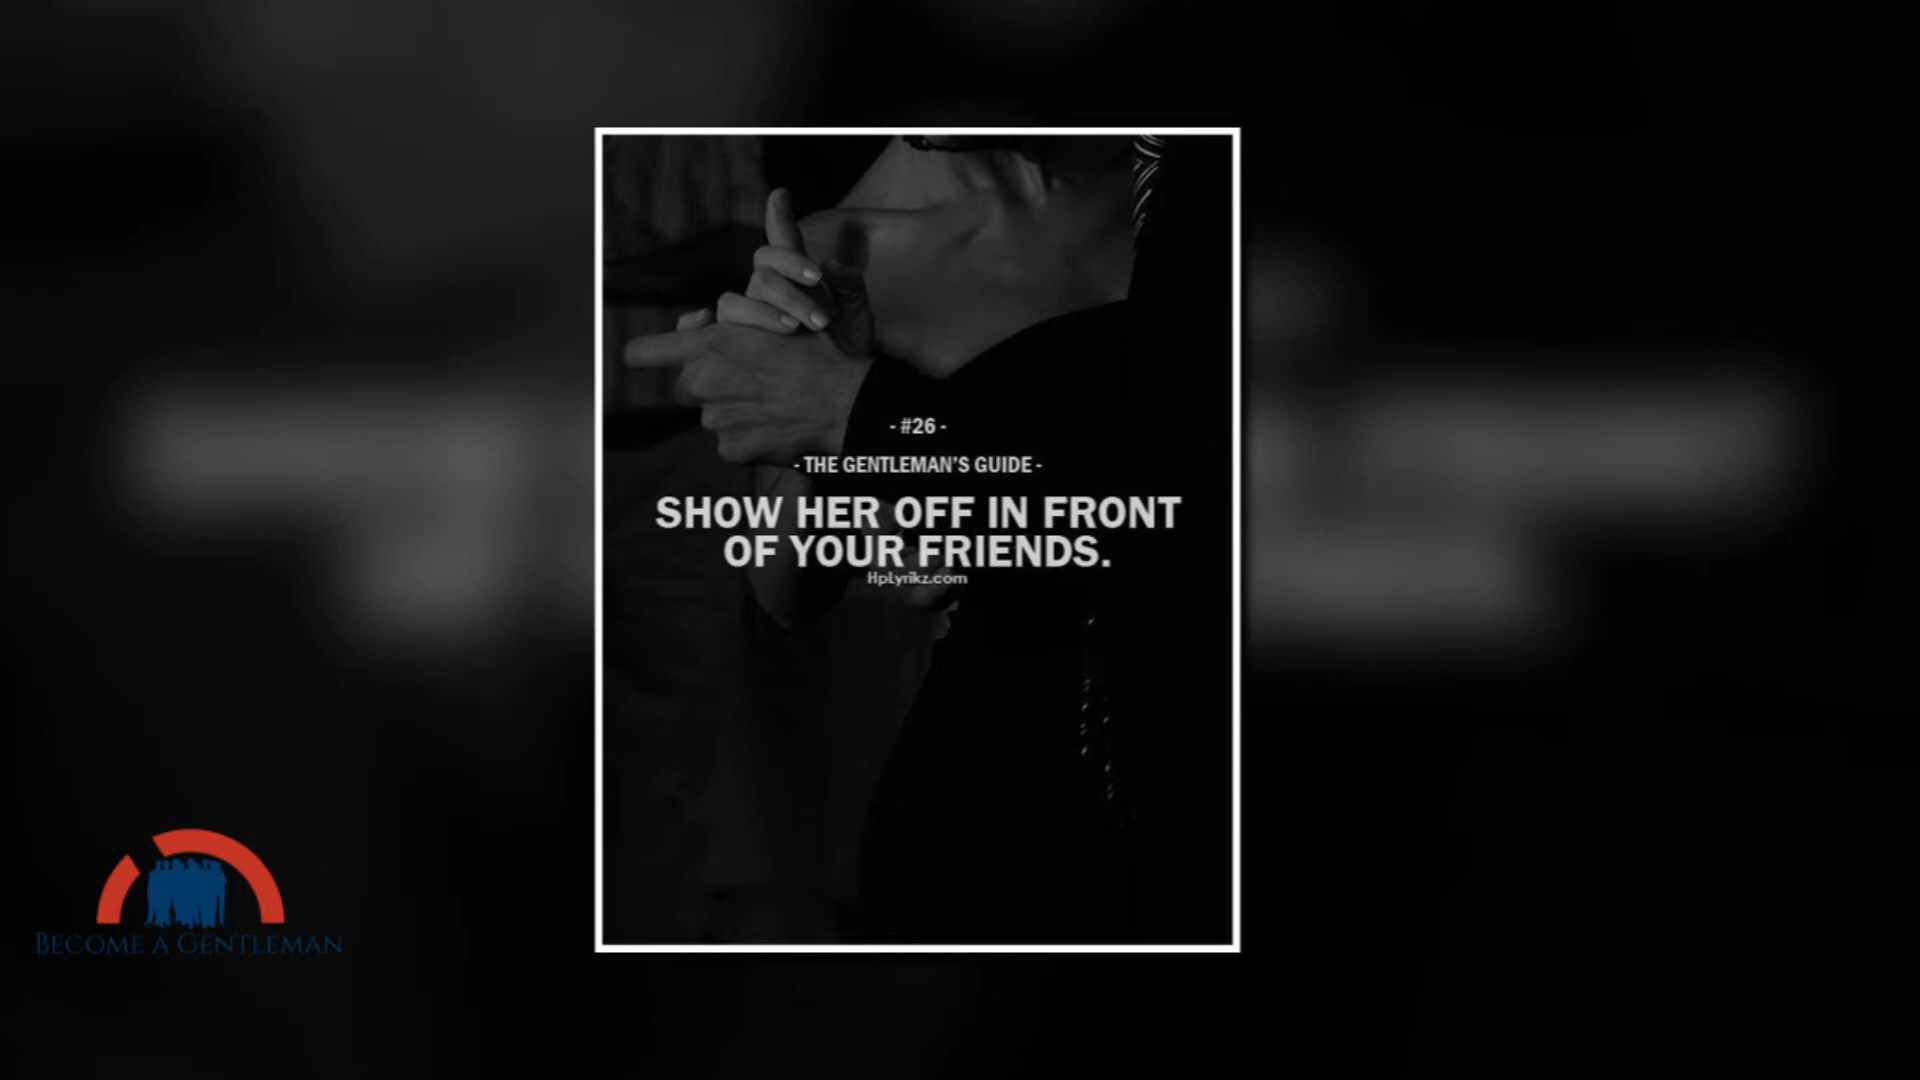 - #26 -
- THE GENTLEMAN'S GUIDE -
SHOW HER OFF IN FRONT
OF YOUR FRIENDS.
HpLyrikz.com
BECOME A GENTLEMAN